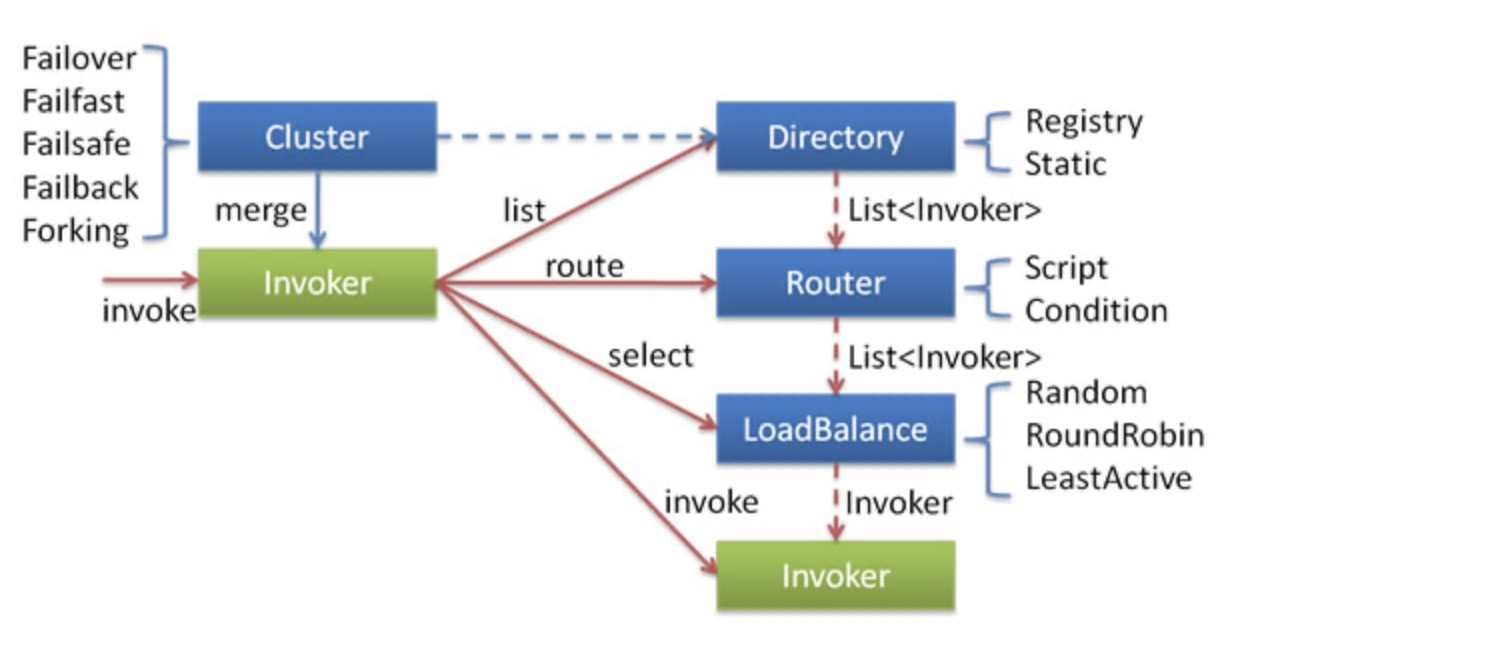 Failover
Failfast
Failsafe
Failback
Forking
Cluster
merge
invoke
Invoker
list
route
select
invoke
Directory
Registry
Static
List<Invoker>
Router
Script
Condition
List<Invoker>
LoadBalance
Random
RoundRobin
LeastActive
Invoker
Invoker